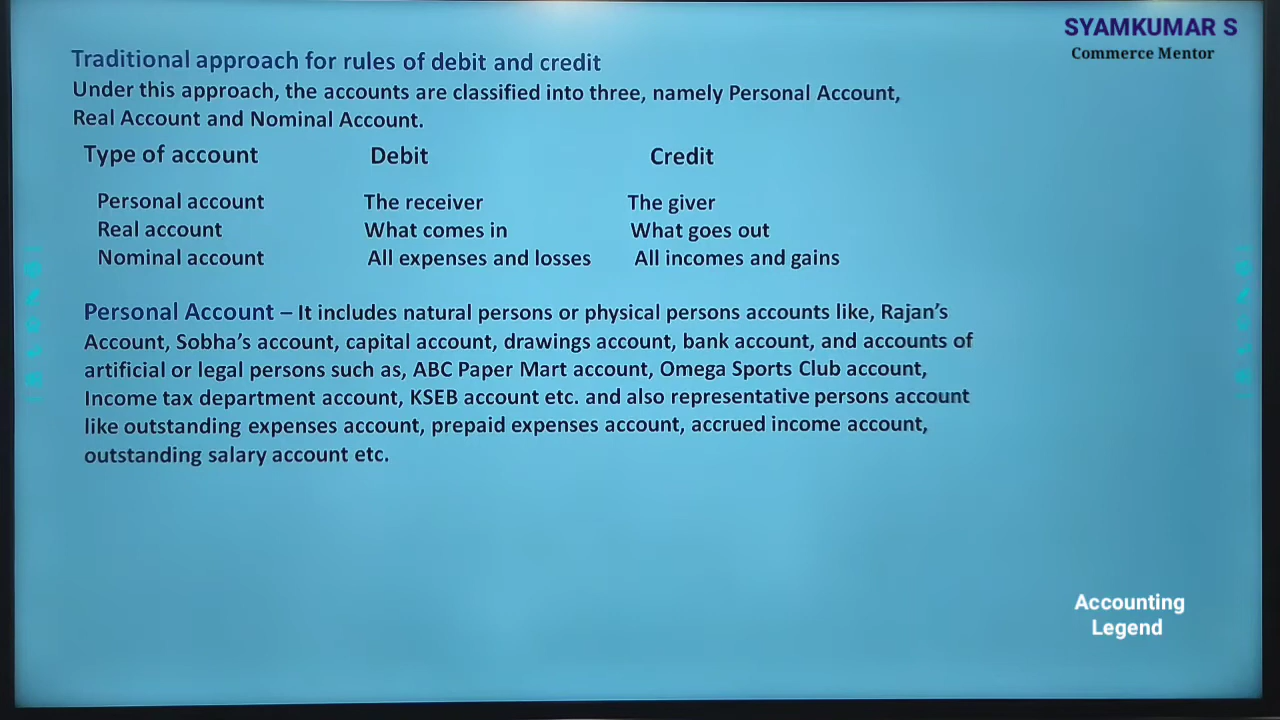 SYAMKUMAR S
Commerce Mentor
Traditional approach for rules of debit and credit
Under this approach, the accounts are classified into three, namely Personal Account,
Real Account and Nominal Account.
Type of account Debit Credit
Personal account The receiver The giver
Real account What comes in What goes out
Nominal account All expenses and losses All incomes and gains
Personal Account – It includes natural persons or physical persons accounts like, Rajan's
Account, Sobha's account, capital account, drawings account, bank account, and accounts of
artificial or legal persons such as, ABC Paper Mart account, Omega Sports Club account,
Income tax department account, KSEB account etc. and also representative persons account
like outstanding expenses account, prepaid expenses account, accrued income account,
outstanding salary account etc.
Accounting
Legend